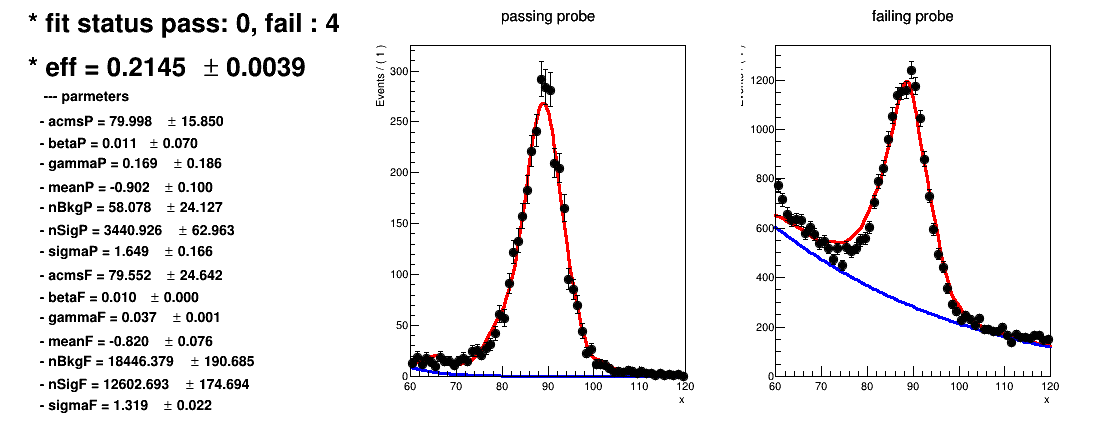 * fit status pass: 0, fail : 4
* eff = 0.2145 ± 0.0039
--- parmeters
- acmsP = 79.998 ± 15.850
- betaP = 0.011 ± 0.070
- gammaP = 0.169 ± 0.186
- meanP = -0.902 ± 0.100
- nBkgP = 58.078 ± 24.127
- nSigP = 3440.926 ± 62.963
- sigmaP = 1.649 ± 0.166
- acmsF = 79.552 ± 24.642
- betaF = 0.010 ± 0.000
- gammaF = 0.037 ± 0.001
- meanF = -0.820 ± 0.076
- nBkgF = 18446.379 ± 190.685
- nSigF = 12602.693 ± 174.694
- sigmaF = 1.319 ± 0.022
passing probe
Events / ( 1 )
300
250
200
150
100
50
0
60 70 80 90 100 110 120
x
failing probe
Events / ( 1 )
1200
1000
800
600
400
200
0
60 70 80 90 100 110 120
x